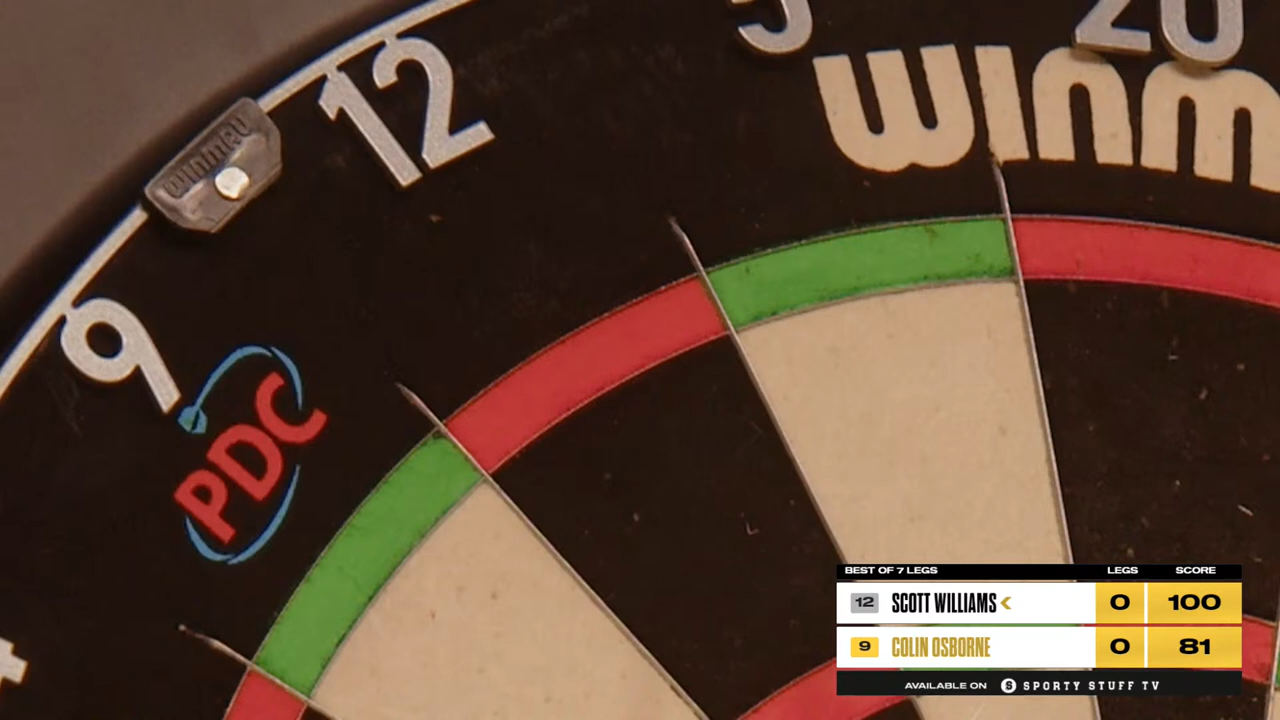 5
20
12
WINM
WINMAU
9
PDC
BEST OF 7 LEGS LEGS SCORE
12 SCOTT WILLIAMS 0 100
9 COLIN OSBORNE 0 81
AVAILABLE ON S SPORTY STUFF TV